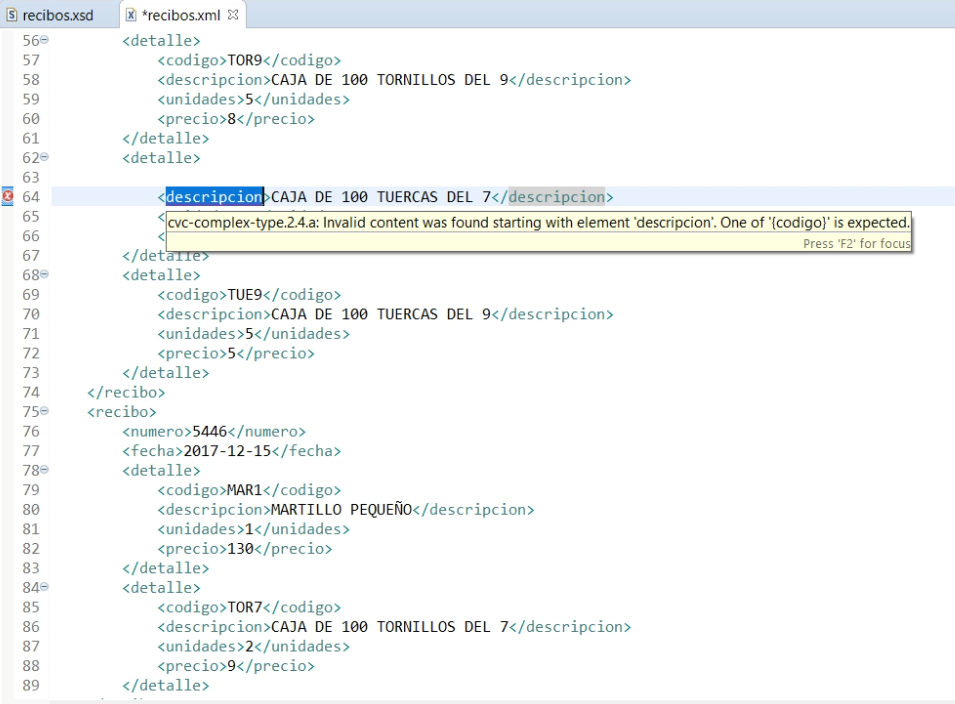 recibos.xsd *recibos.xml
56 <detalle>
57 <codigo>TOR9</codigo>
58 <descripcion>CAJA DE 100 TORNILLOS DEL 9</descripcion>
59 <unidades>5</unidades>
60 <precio>8</precio>
61 </detalle>
62 <detalle>
63
64 <descripcion>CAJA DE 100 TUERCAS DEL 7</descripcion>
65 <
cvc-complex-type.2.4.a: Invalid content was found starting with element 'descripcion'. One of '{codigo}' is expected.
66 <
Press 'F2' for focus
67 </detalle>
68 <detalle>
69 <codigo>TUE9</codigo>
70 <descripcion>CAJA DE 100 TUERCAS DEL 9</descripcion>
71 <unidades>5</unidades>
72 <precio>5</precio>
73 </detalle>
74 </recibo>
75 <recibo>
76 <numero>5446</numero>
77 <fecha>2017-12-15</fecha>
78 <detalle>
79 <codigo>MAR1</codigo>
80 <descripcion>MARTILLO PEQUEÑO</descripcion>
81 <unidades>1</unidades>
82 <precio>130</precio>
83 </detalle>
84 <detalle>
85 <codigo>TOR7</codigo>
86 <descripcion>CAJA DE 100 TORNILLOS DEL 7</descripcion>
87 <unidades>2</unidades>
88 <precio>9</precio>
89 </detalle>